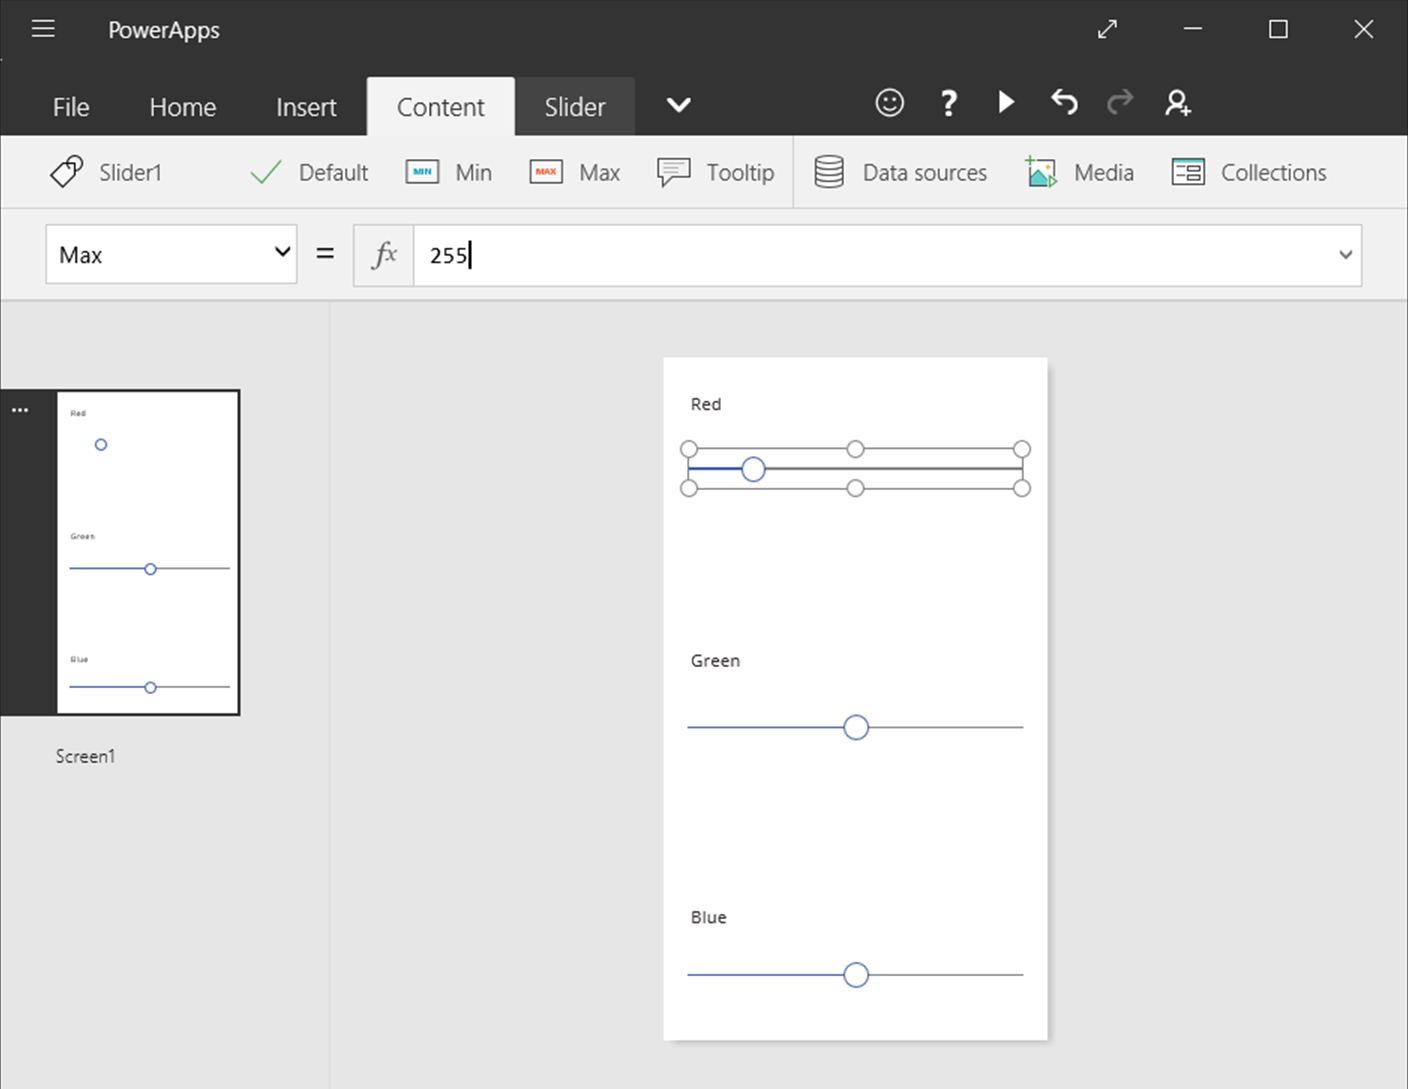 PowerApps
File Home Insert Content Slider ?
Slider1 Default MIN Min MAX Max Tooltip Data sources Media Collections
Max = fx 255
Red
Green
Blue
Screen1
Red
Green
Blue